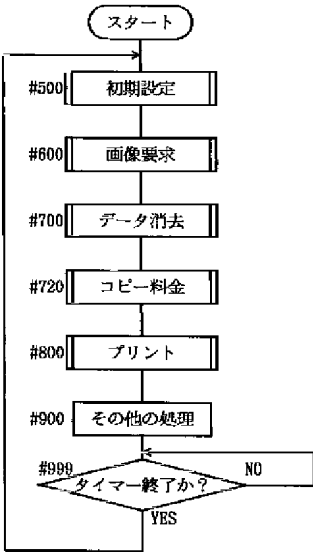 スタート
#500 初期設定
#600 画像要求
#700 データ消去
#720 コピー料金
#800 プリント
#900 その他の処理
#999
タイマー終了か? NO
YES